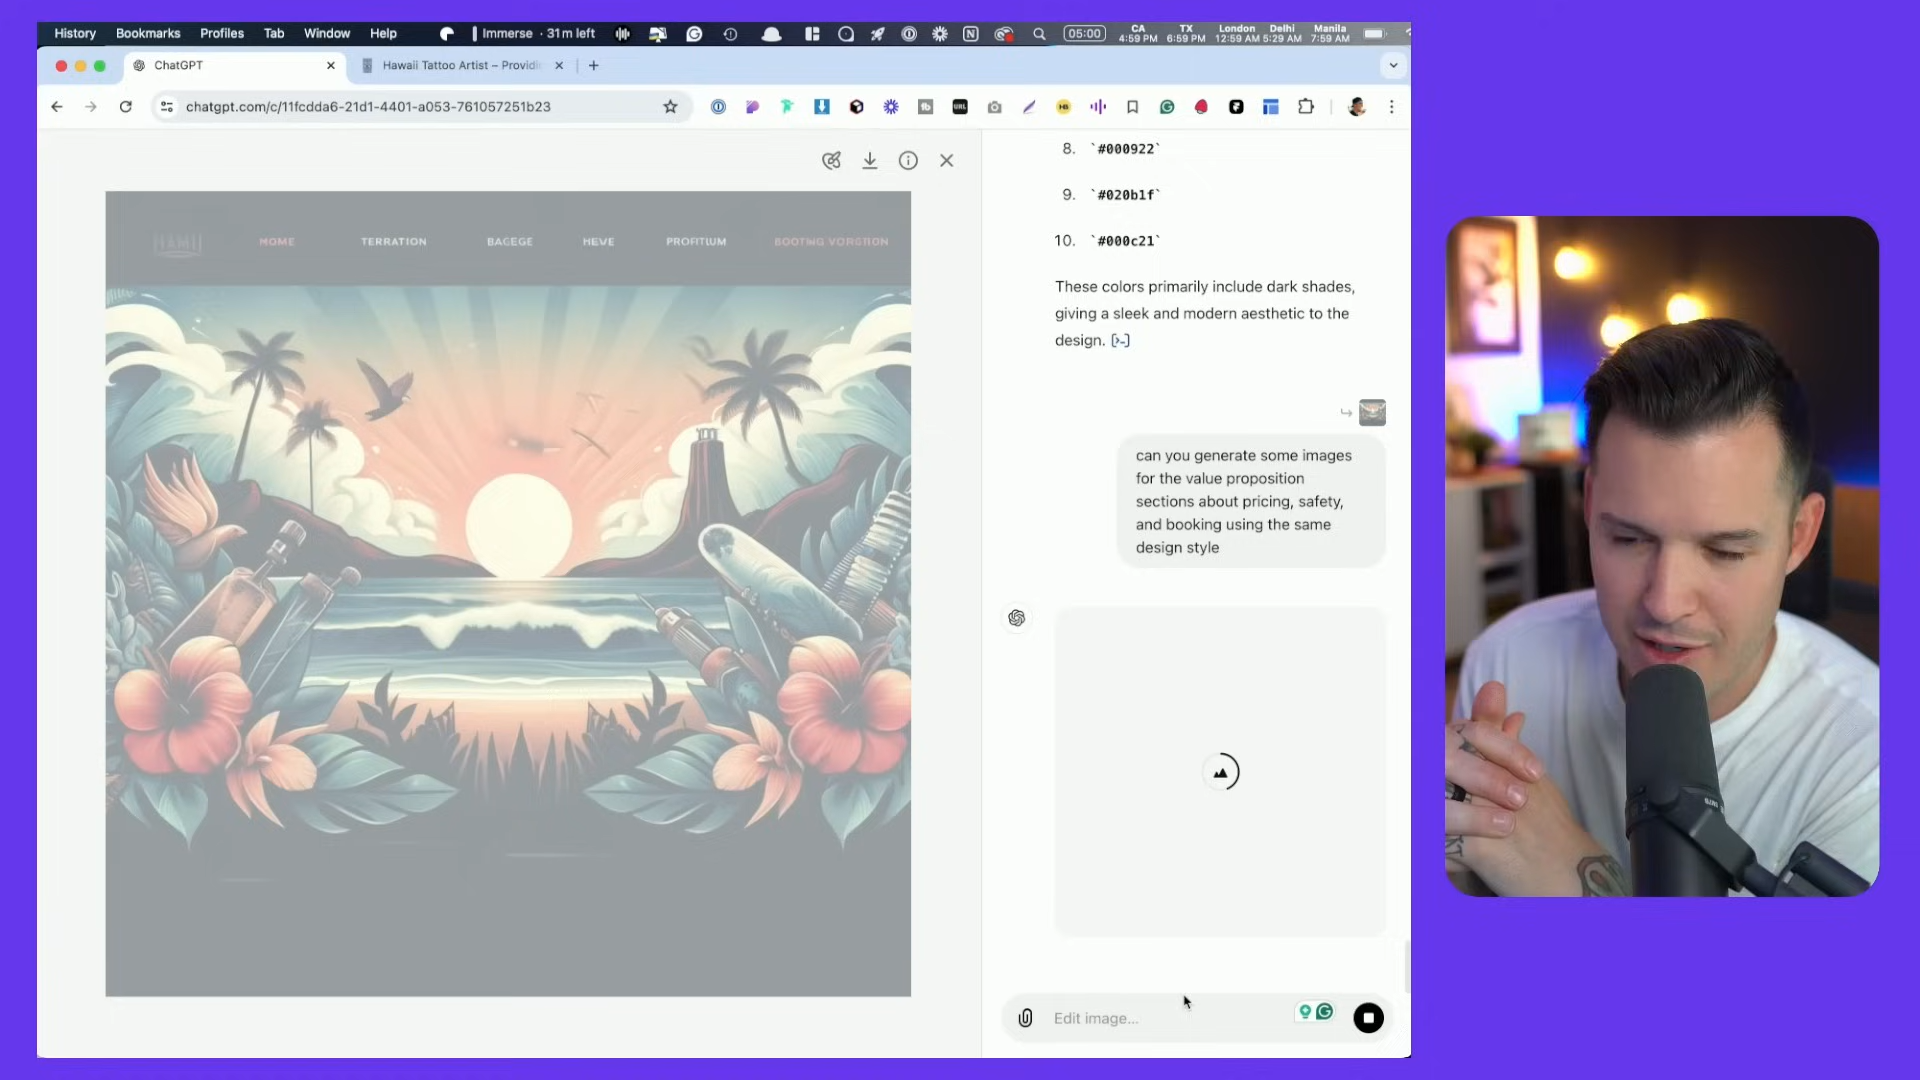 History Bookmarks Profiles Tab Window Help
Immerse · 31m left
05:00
CA TX London Delhi Manila
4:59 PM 6:59 PM 12:59 AM 5:29 AM 7:59 AM
ChatGPT
Hawaii Tattoo Artist – Providi
chatgpt.com/c/11fcdda6-21d1-4401-a053-761057251b23
HOME
TERRATION
BAGEGE
HEVE
PROFITIUM
BOOTING VORGTION
8. `#000922`
9. `#020b1f`
10. `#000c21`
These colors primarily include dark shades,
giving a sleek and modern aesthetic to the
design. [>-]
can you generate some images
for the value proposition
sections about pricing, safety,
and booking using the same
design style
Edit image...